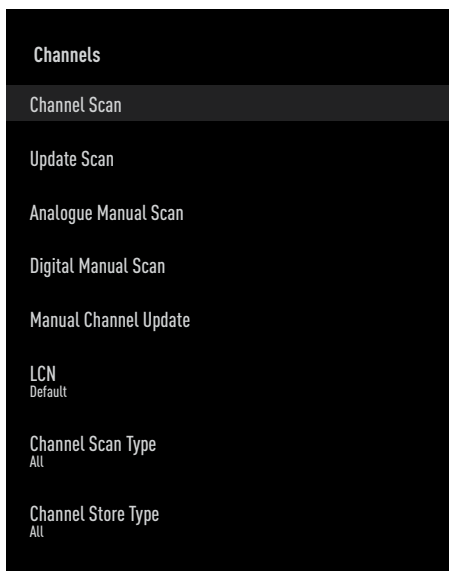 Channels
Channel Scan
Update Scan
Analogue Manual Scan
Digital Manual Scan
Manual Channel Update
LCN
Default
Channel Scan Type
All
Channel Store Type
All